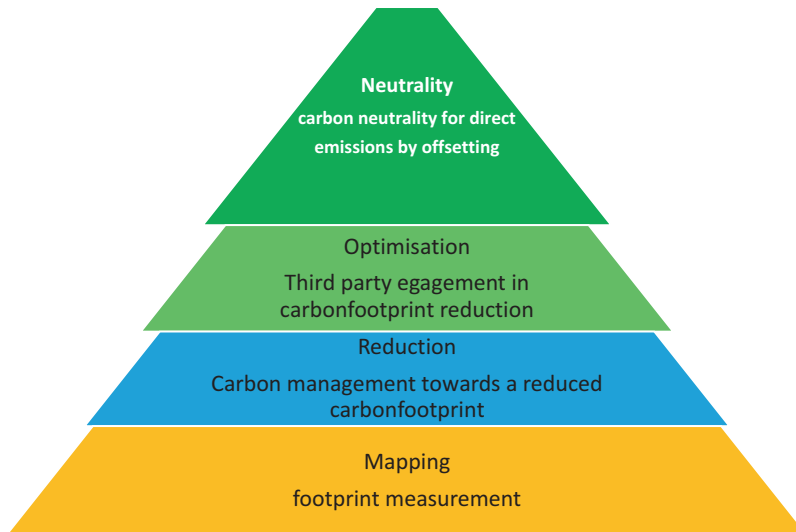 Neutrality
carbon neutrality for direct
emissions by offsetting
Optimisation
Third party egagement in
carbonfootprint reduction
Reduction
Carbon management towards a reduced
carbonfootprint
Mapping
footprint measurement